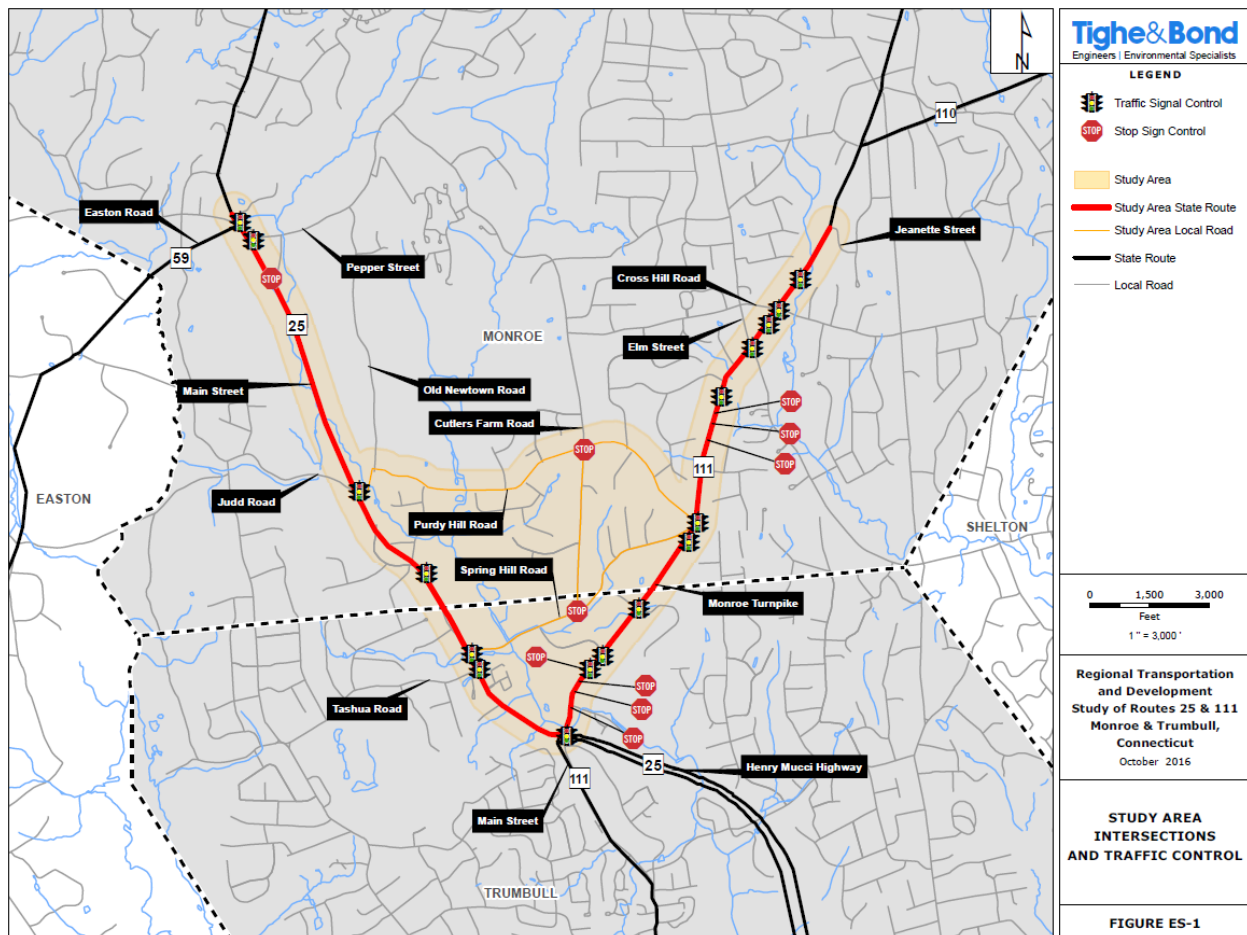 N
110
Easton Road
59
Pepper Street
Jeanette Street
Cross Hill Road
STOP
25
MONROE
Elm Street
Main Street
Old Newtown Road
STOP
Cutlers Farm Road
STOP
STOP
STOP
111
EASTON
Judd Road
Purdy Hill Road
SHELTON
Spring Hill Road
Monroe Turnpike
STOP
STOP
STOP
Tashua Road
STOP
STOP
25
Henry Mucci Highway
111
Main Street
TRUMBULL
Tighe&Bond
Engineers | Environmental Specialists
LEGEND
Traffic Signal Control
STOP
Stop Sign Control
Study Area
Study Area State Route
Study Area Local Road
State Route
Local Road
0 1,500 3,000
Feet
1 " = 3,000 '
Regional Transportation
and Development
Study of Routes 25 & 111
Monroe & Trumbull,
Connecticut
October 2016
STUDY AREA
INTERSECTIONS
AND TRAFFIC CONTROL
FIGURE ES-1